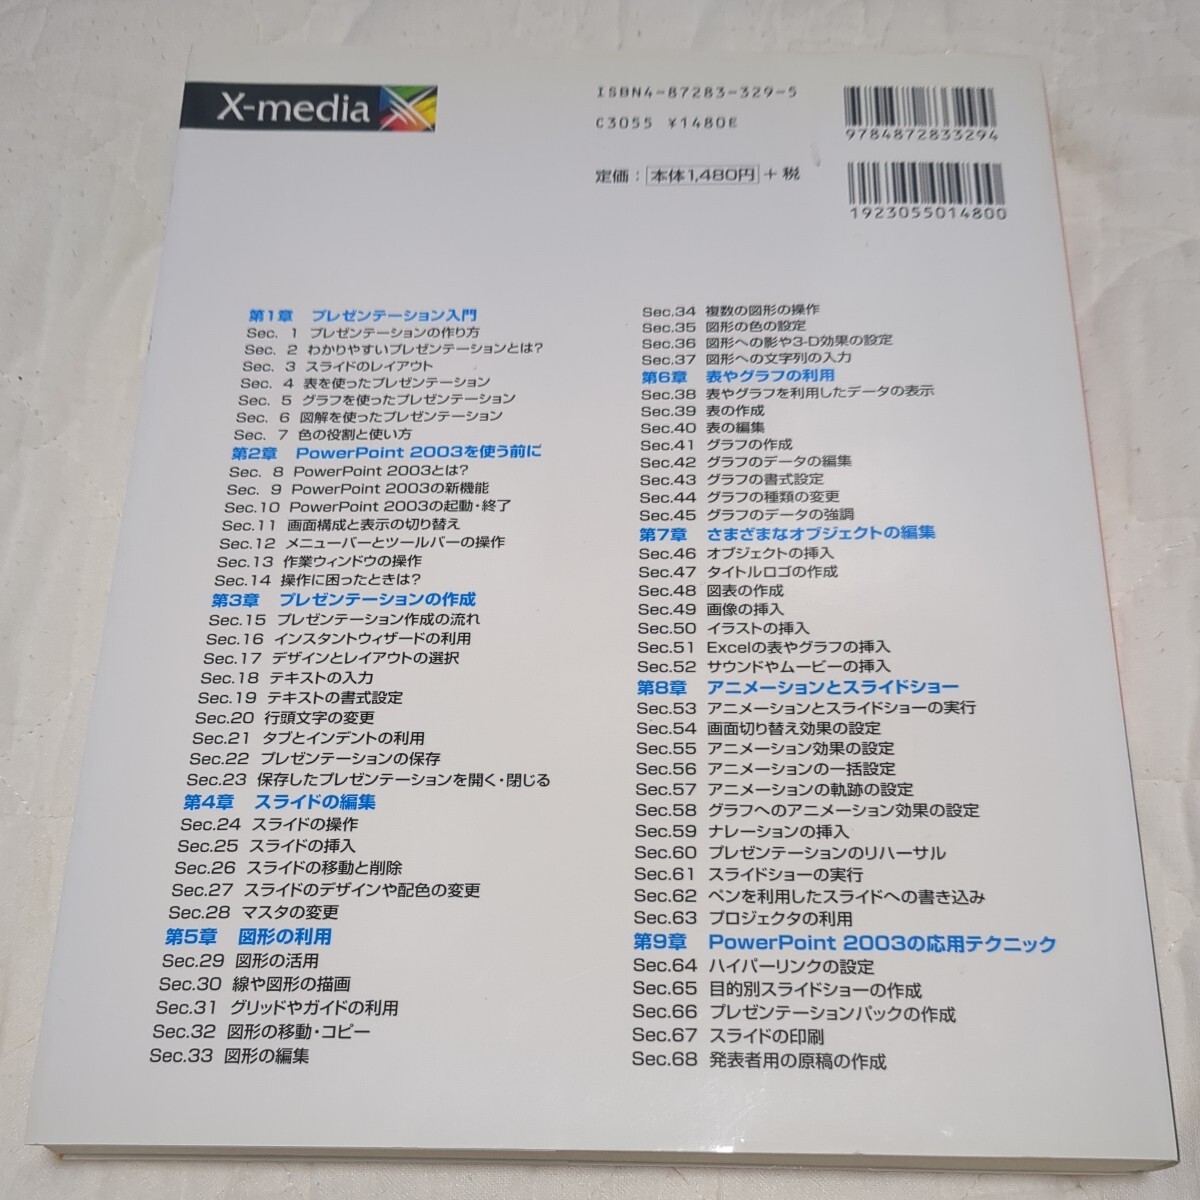 X-media
ISBN4-87283-329-5
C3055 ¥1480E
定価：本体1,480円＋税
9784872833294
1923055014800
第1章 プレゼンテーション入門
Sec. 1 プレゼンテーションの作り方
Sec. 2 わかりやすいプレゼンテーションとは？
Sec. 3 スライドのレイアウト
Sec. 4 表を使ったプレゼンテーション
Sec. 5 グラフを使ったプレゼンテーション
Sec. 6 図解を使ったプレゼンテーション
Sec. 7 色の役割と使い方
第2章 PowerPoint 2003を使う前に
Sec. 8 PowerPoint 2003とは？
Sec. 9 PowerPoint 2003の新機能
Sec.10 PowerPoint 2003の起動・終了
Sec.11 画面構成と表示の切り替え
Sec.12 メニューバーとツールバーの操作
Sec.13 作業ウィンドウの操作
Sec.14 操作に困ったときは？
第3章 プレゼンテーションの作成
Sec.15 プレゼンテーション作成の流れ
Sec.16 インスタントウィザードの利用
Sec.17 デザインとレイアウトの選択
Sec.18 テキストの入力
Sec.19 テキストの書式設定
Sec.20 行頭文字の変更
Sec.21 タブとインデントの利用
Sec.22 プレゼンテーションの保存
Sec.23 保存したプレゼンテーションを開く・閉じる
第4章 スライドの編集
Sec.24 スライドの操作
Sec.25 スライドの挿入
Sec.26 スライドの移動と削除
Sec.27 スライドのデザインや配色の変更
Sec.28 マスタの変更
第5章 図形の利用
Sec.29 図形の活用
Sec.30 線や図形の描画
Sec.31 グリッドやガイドの利用
Sec.32 図形の移動・コピー
Sec.33 図形の編集
Sec.34 複数の図形の操作
Sec.35 図形の色の設定
Sec.36 図形への影や3-D効果の設定
Sec.37 図形への文字列の入力
第6章 表やグラフの利用
Sec.38 表やグラフを利用したデータの表示
Sec.39 表の作成
Sec.40 表の編集
Sec.41 グラフの作成
Sec.42 グラフのデータの編集
Sec.43 グラフの書式設定
Sec.44 グラフの種類の変更
Sec.45 グラフのデータの強調
第7章 さまざまなオブジェクトの編集
Sec.46 オブジェクトの挿入
Sec.47 タイトルロゴの作成
Sec.48 図表の作成
Sec.49 画像の挿入
Sec.50 イラストの挿入
Sec.51 Excelの表やグラフの挿入
Sec.52 サウンドやムービーの挿入
第8章 アニメーションとスライドショー
Sec.53 アニメーションとスライドショーの実行
Sec.54 画面切り替え効果の設定
Sec.55 アニメーション効果の設定
Sec.56 アニメーションの一括設定
Sec.57 アニメーションの軌跡の設定
Sec.58 グラフへのアニメーション効果の設定
Sec.59 ナレーションの挿入
Sec.60 プレゼンテーションのリハーサル
Sec.61 スライドショーの実行
Sec.62 ペンを利用したスライドへの書き込み
Sec.63 プロジェクタの利用
第9章 PowerPoint 2003の応用テクニック
Sec.64 ハイパーリンクの設定
Sec.65 目的別スライドショーの作成
Sec.66 プレゼンテーションパックの作成
Sec.67 スライドの印刷
Sec.68 発表者用の原稿の作成